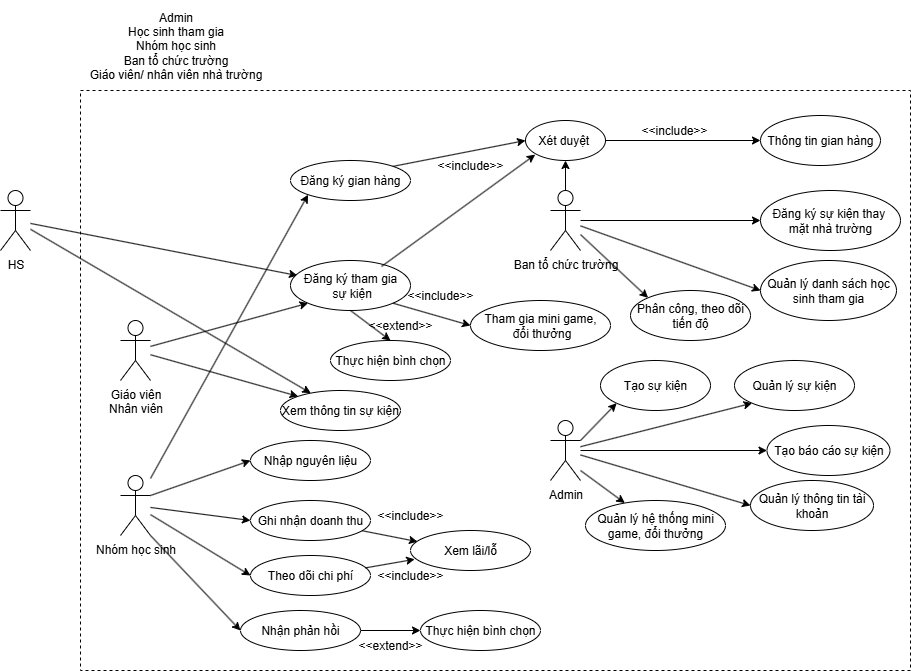 Admin
Học sinh tham gia
Nhóm học sinh
Ban tổ chức trường
Giáo viên/ nhân viên nhà trường
Xét duyệt
<<include>>
Thông tin gian hàng
<<include>>
Đăng ký gian hàng
HS
Ban tổ chức trường
Đăng ký sự kiện thay
mặt nhà trường
Đăng ký tham gia
sự kiện
<<include>>
Quản lý danh sách học
sinh tham gia
Phân công, theo dõi
tiến độ
Tham gia mini game,
đổi thưởng
<<extend>>
Thực hiện bình chọn
Giáo viên
Nhân viên
Xem thông tin sự kiện
Tạo sự kiện
Quản lý sự kiện
Admin
Tạo báo cáo sự kiện
Quản lý thông tin tài
khoản
Quản lý hệ thống mini
game, đổi thưởng
Nhập nguyên liệu
Nhóm học sinh
Ghi nhận doanh thu
<<include>>
Xem lãi/lỗ
Theo dõi chi phí
<<include>>
Nhận phản hồi
<<extend>>
Thực hiện bình chọn